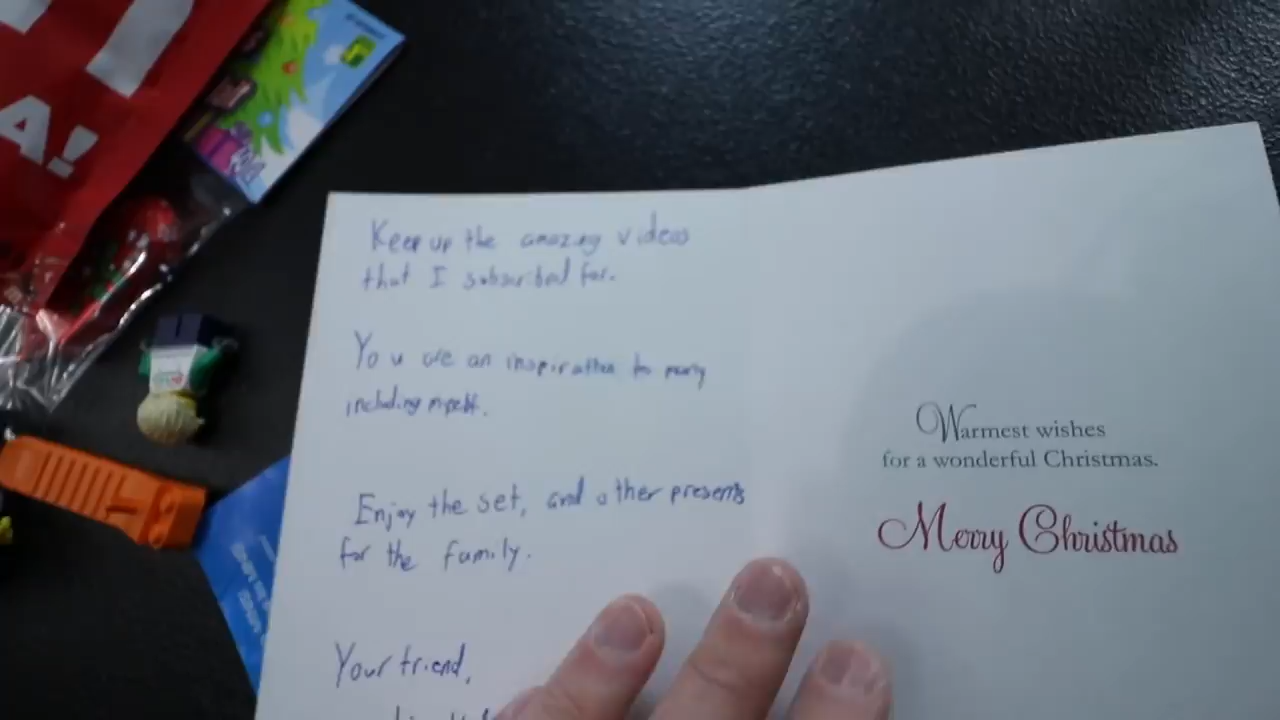 A!
Keep up the amazing videos
that I subscribed for.
You are an inspiration to many
including myself.
Enjoy the set, and other presents
for the family.
Your friend,
Warmest wishes
for a wonderful Christmas.
Merry Christmas